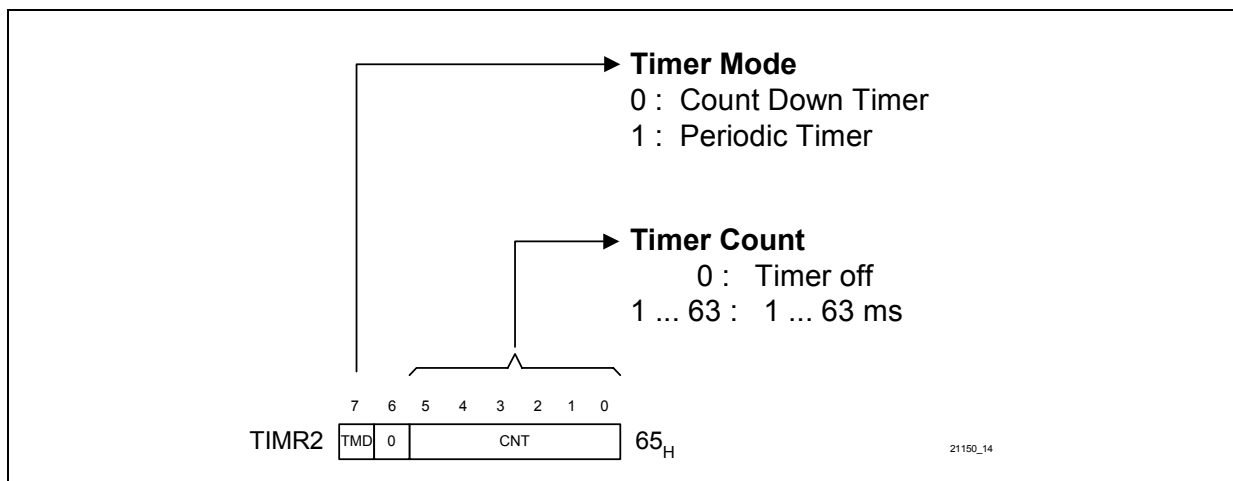 Timer Mode
0 : Count Down Timer
1 : Periodic Timer
Timer Count
0 : Timer off
1 ... 63 : 1 ... 63 ms
7 6 5 4 3 2 1 0
TIMR2 TMD 0 CNT 65H
21150_14